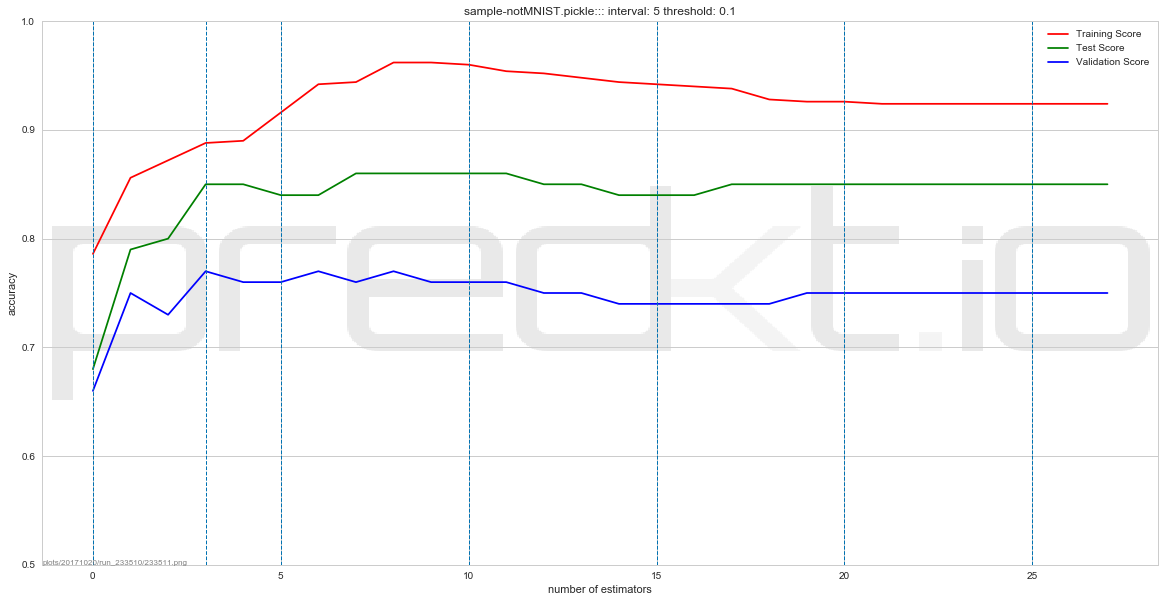 sample-notMNIST.pickle::: interval: 5 threshold: 0.1
1.0
0.9
0.8
0.7
0.6
0.5
accuracy
Training Score
Test Score
Validation Score
predkt.io
plots/20171020/run_233510/233511.png
0 5 10 15 20 25
number of estimators